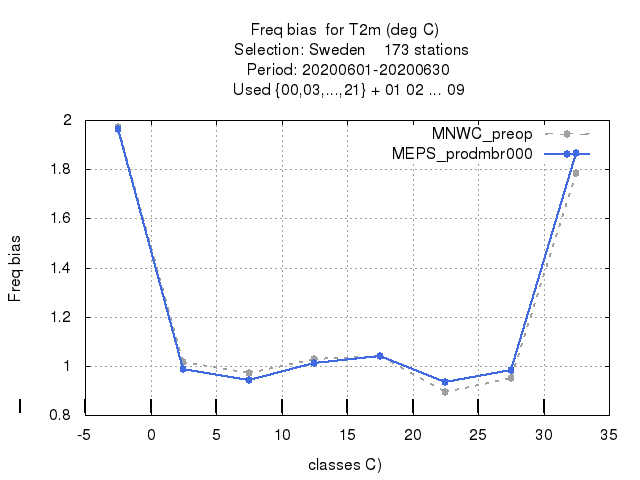 Freq bias  for T2m (deg C)
Selection: Sweden    173 stations
Period: 20200601-20200630
Used {00,03,...,21} + 01 02 ... 09
MNWC_preop
MEPS_prodmbr000
Freq bias
2
1.8
1.6
1.4
1.2
1
0.8
-5 0 5 10 15 20 25 30 35
classes C)